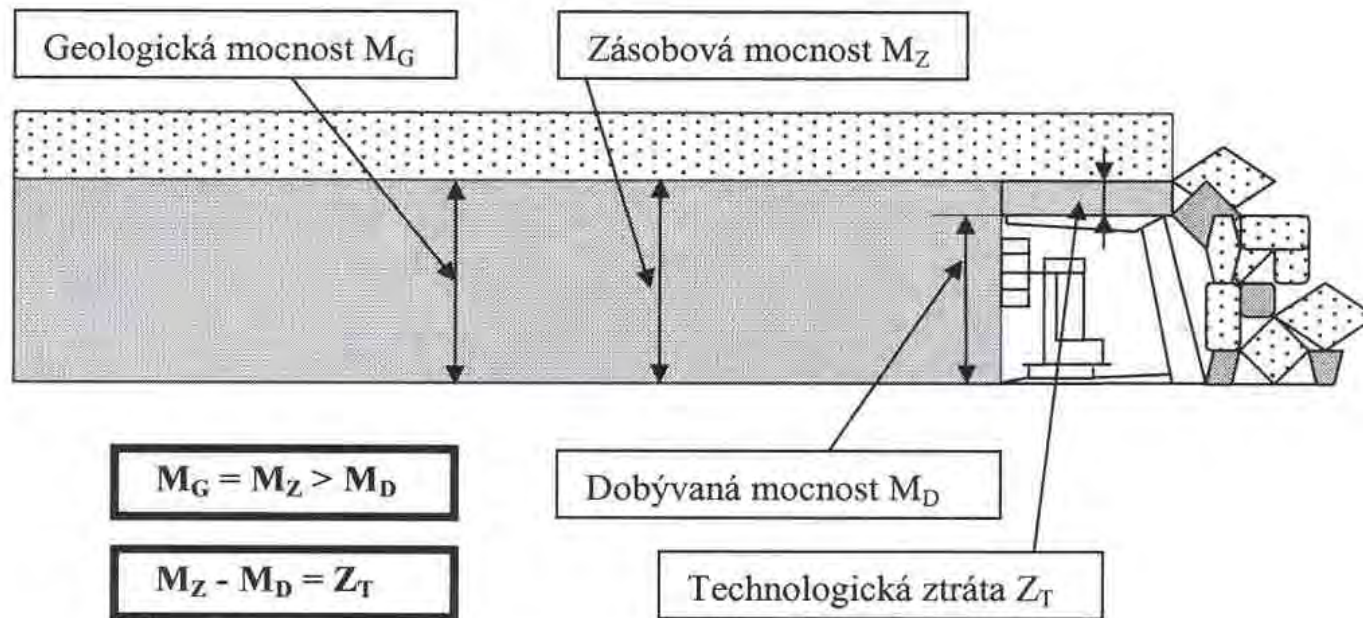 Geologická mocnost M_G
Zásobová mocnost M_Z
M_G = M_Z > M_D
Dobývaná mocnost M_D
M_Z - M_D = Z_T
Technologická ztráta Z_T